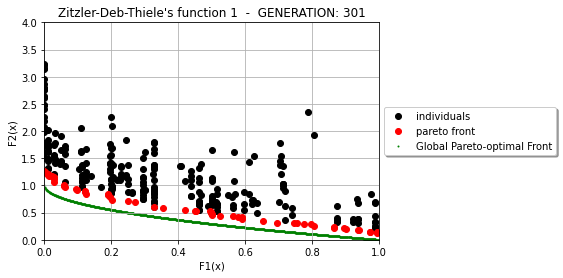 Zitzler-Deb-Thiele's function 1 - GENERATION: 301
4.0
3.5
3.0
2.5
2.0
1.5
1.0
0.5
0.0
F2(x)
0.0 0.2 0.4 0.6 0.8 1.0
F1(x)
individuals
pareto front
Global Pareto-optimal Front